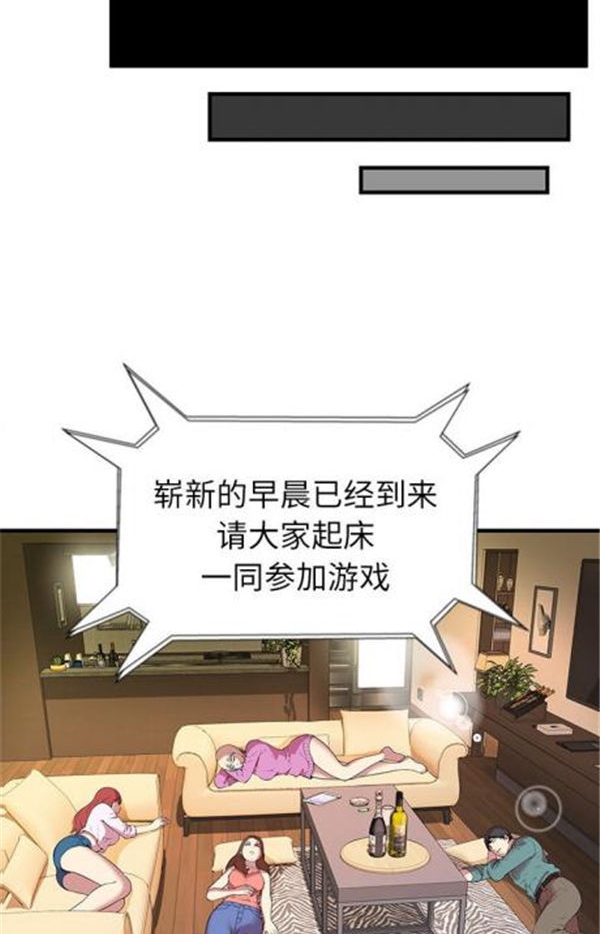 崭新的早晨已经到来
请大家起床
一同参加游戏